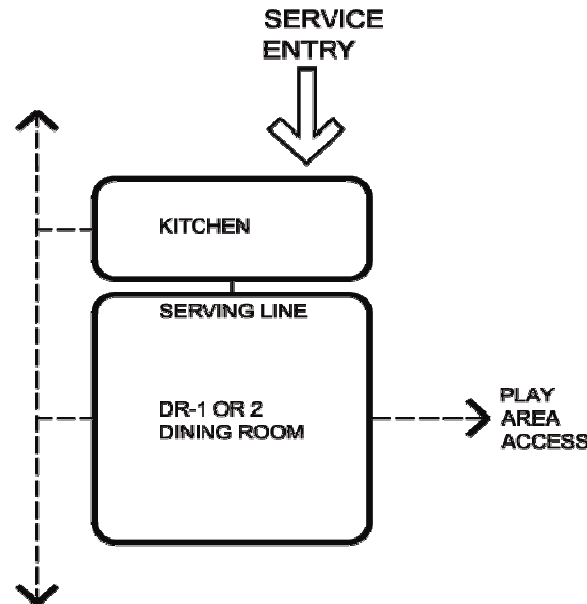 SERVICE
ENTRY
KITCHEN
SERVING LINE
DR-1 OR 2
DINING ROOM
PLAY
AREA
ACCESS